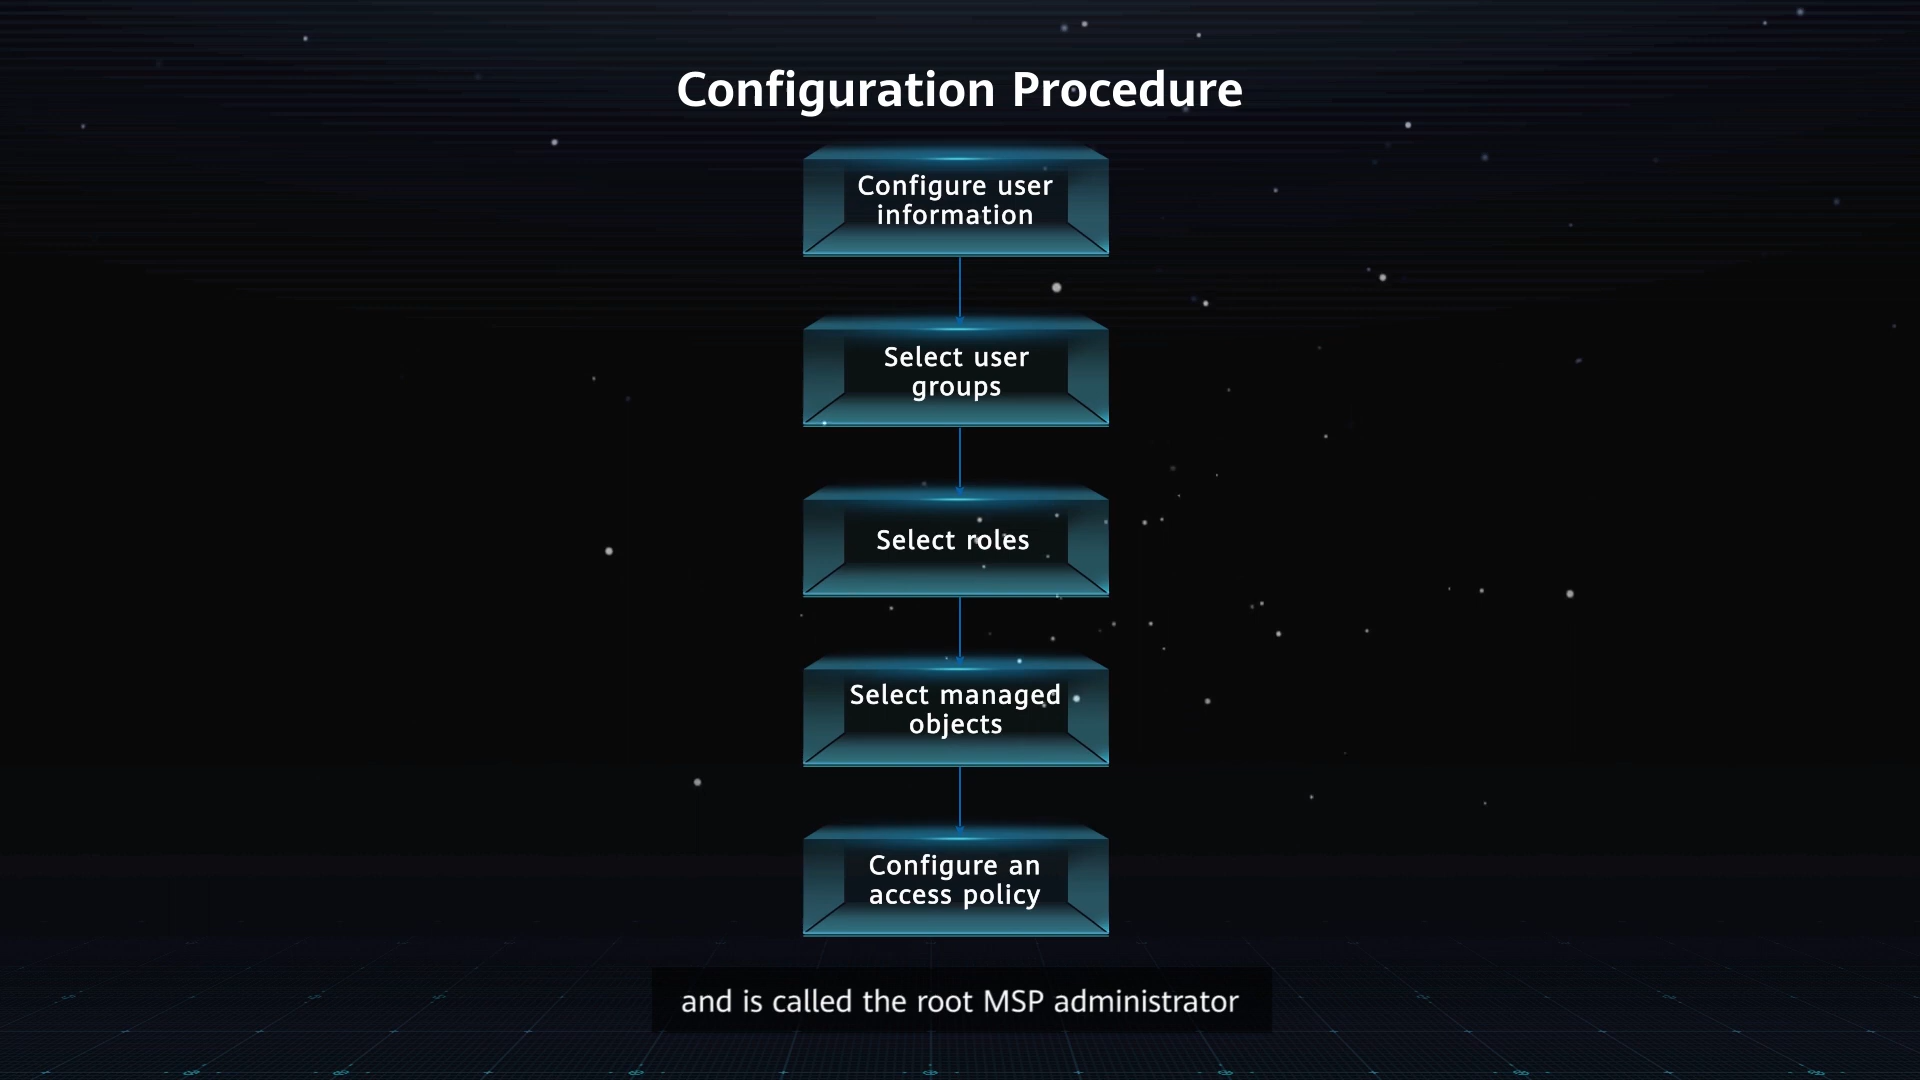 Configuration Procedure
Configure user
information
Select user
groups
Select roles
Select managed
objects
Configure an
access policy
and is called the root MSP administrator